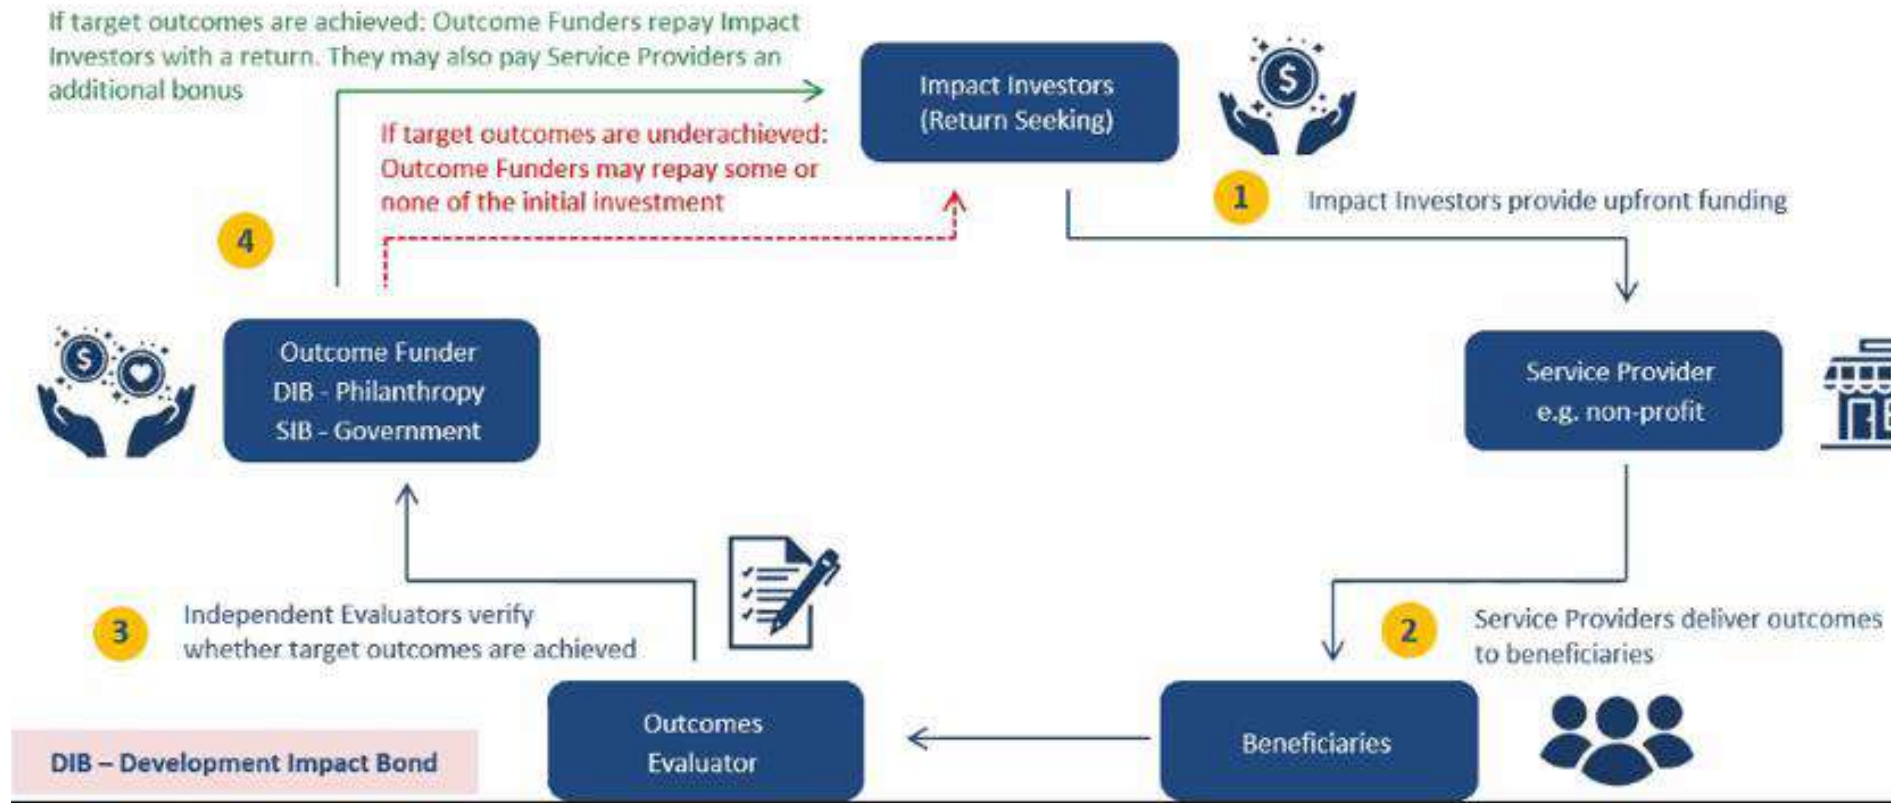 If target outcomes are achieved: Outcome Funders repay Impact
Investors with a return. They may also pay Service Providers an
additional bonus
If target outcomes are underachieved:
Outcome Funders may repay some or
none of the initial investment
Impact Investors
(Return Seeking)
$
1
Impact Investors provide upfront funding
4
$
Outcome Funder
DIB - Philanthropy
SIB - Government
Service Provider
e.g. non-profit
3
Independent Evaluators verify
whether target outcomes are achieved
2
Service Providers deliver outcomes
to beneficiaries
Outcomes
Evaluator
Beneficiaries
DIB – Development Impact Bond